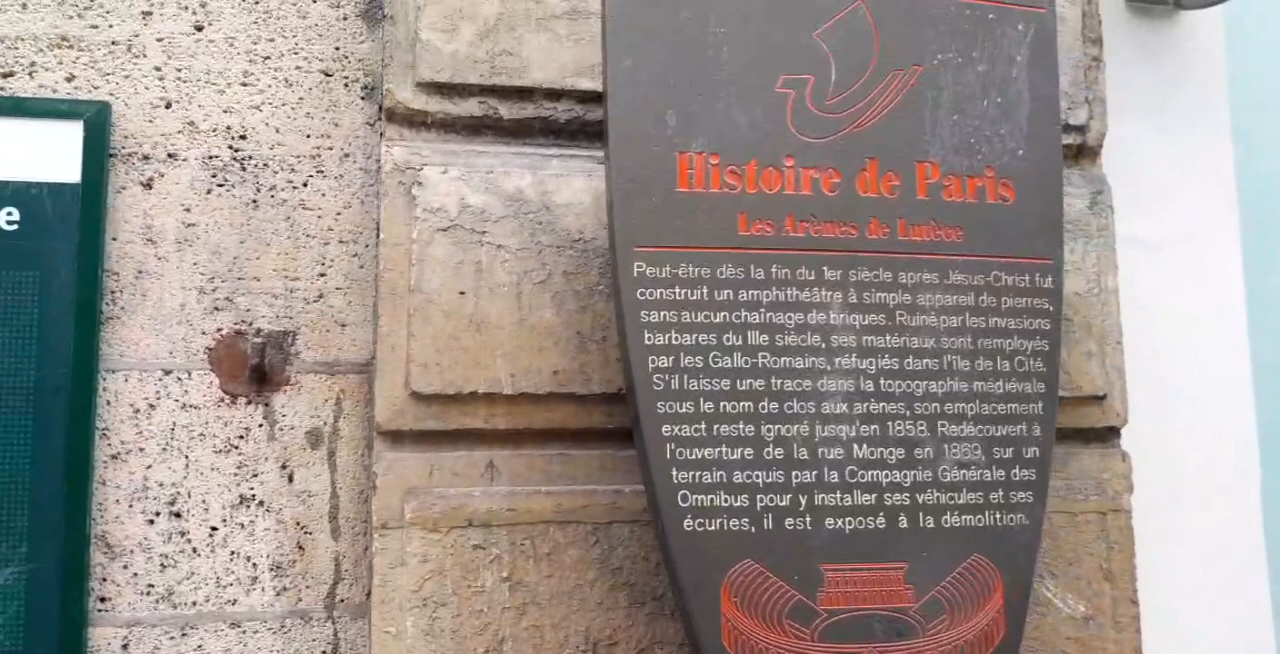 e
Histoire de Paris
Les Arènes de Lutèce
Peut-être dès la fin du 1er siècle après Jésus-Christ fut
construit un amphithéâtre à simple appareil de pierres,
sans aucun chaînage de briques. Ruiné par les invasions
barbares du IIIe siècle, ses matériaux sont remployés
par les Gallo-Romains, réfugiés dans l'île de la Cité.
S'il laisse une trace dans la topographie médiévale
sous le nom de clos aux arènes, son emplacement
exact reste ignoré jusqu'en 1858. Redécouvert à
l'ouverture de la rue Monge en 1869, sur un
terrain acquis par la Compagnie Générale des
Omnibus pour y installer ses véhicules et ses
écuries, il est exposé à la démolition.